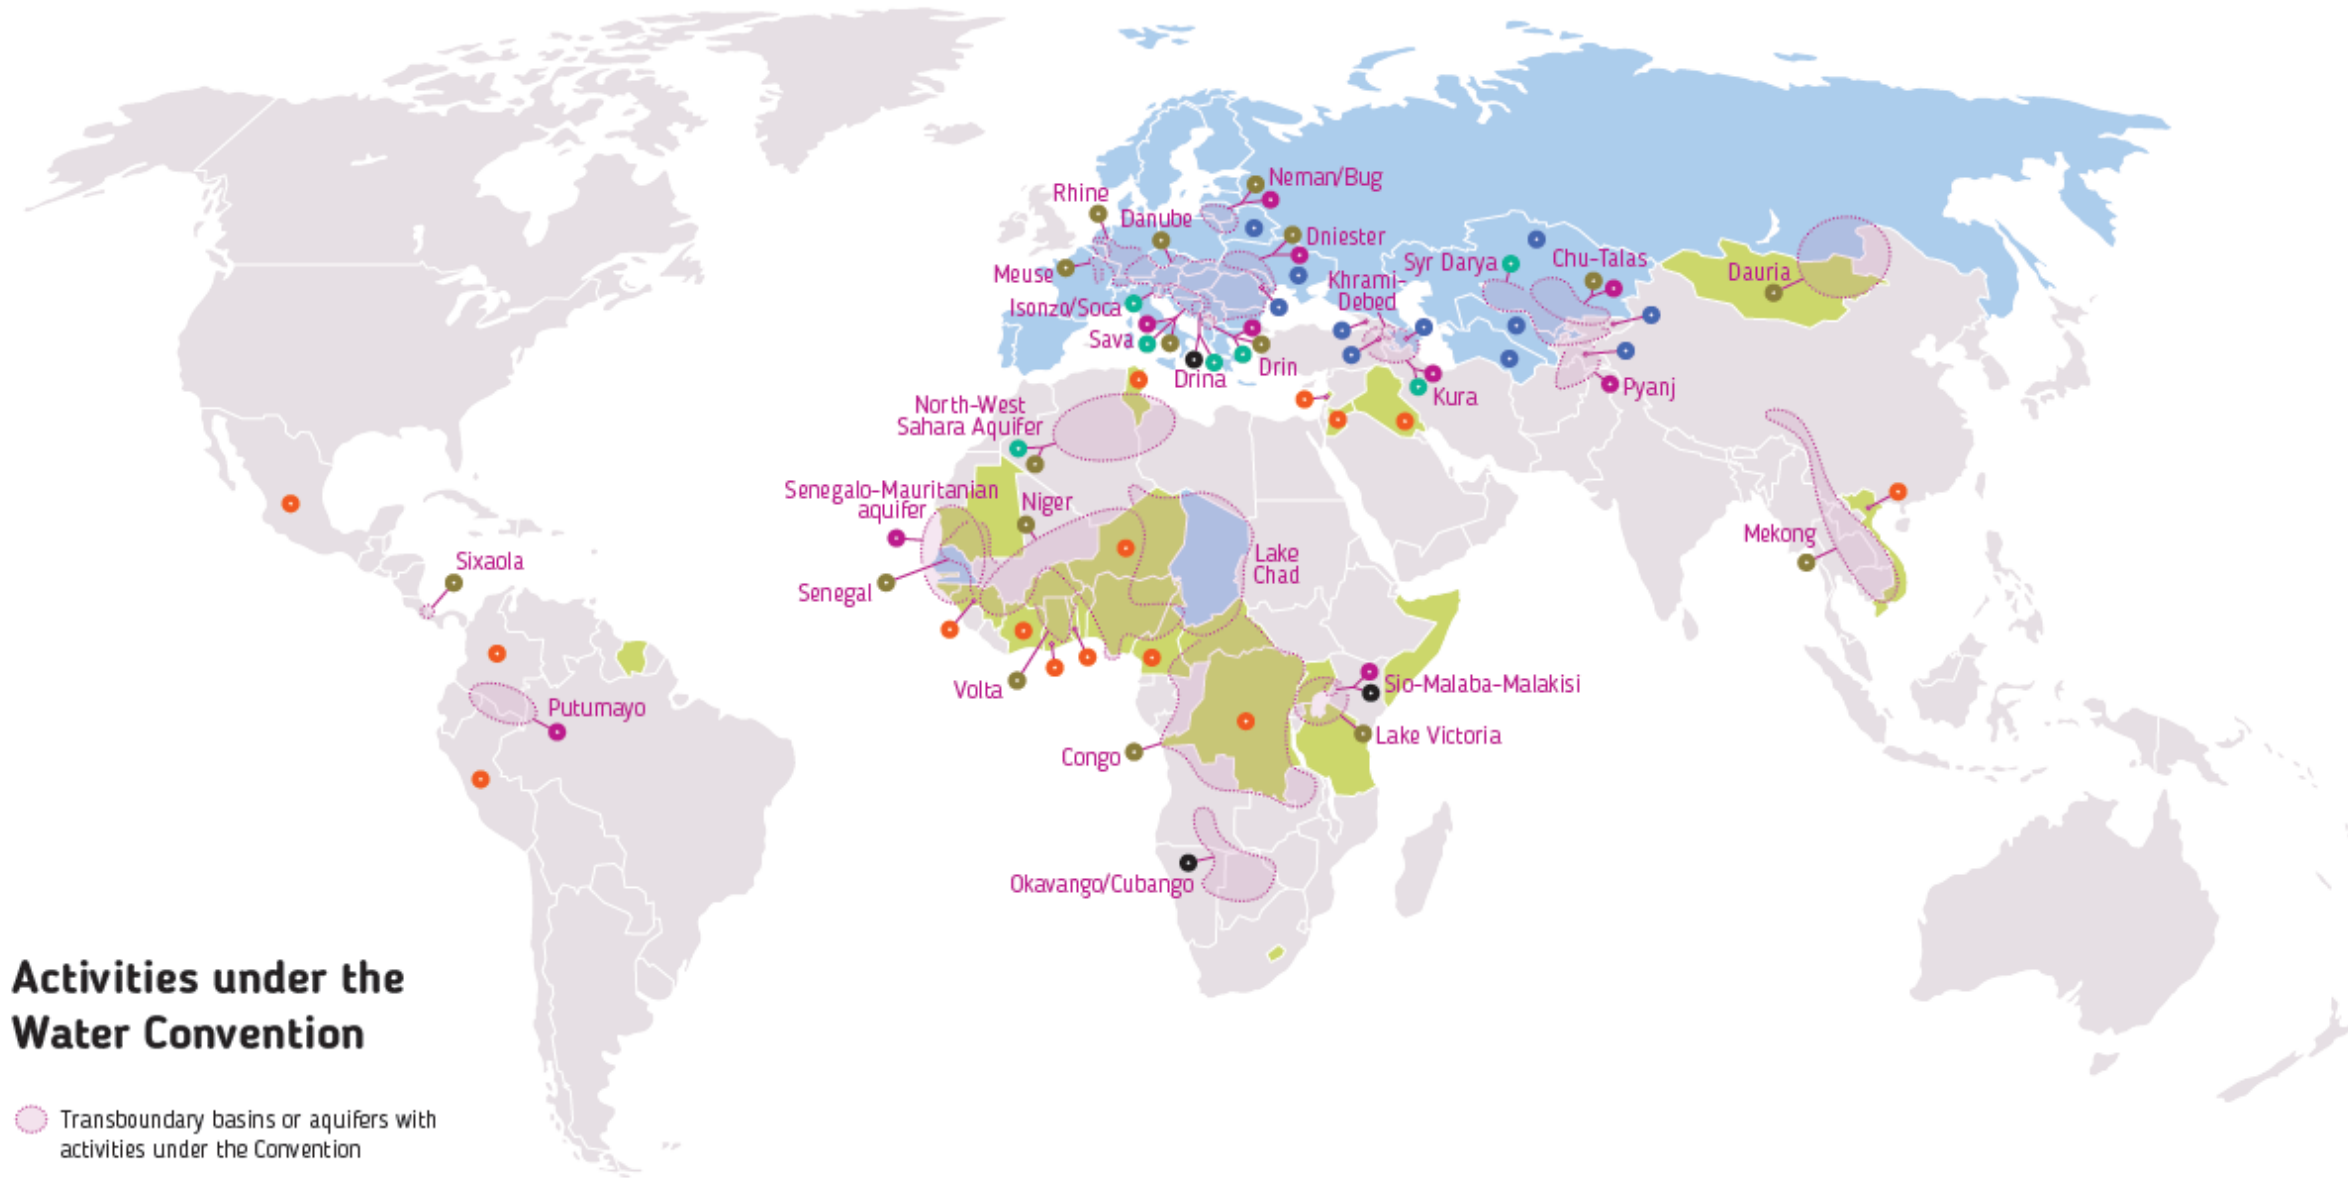 Neman/Bug
Rhine
Danube
Dniester
Meuse
Syr Darya
Chu-Talas
Khrami-
Debed
Dauria
Isonzo/Soca
Sava
Drin
Drina
Kura
Pyanj
North-West
Sahara Aquifer
Senegalo-Mauritanian
aquifer
Niger
Mekong
Sixaola
Lake
Chad
Senegal
Volta
Sio-Malaba-Malakisi
Putumayo
Lake Victoria
Congo
Okavango/Cubango
Activities under the
Water Convention
Transboundary basins or aquifers with
activities under the Convention